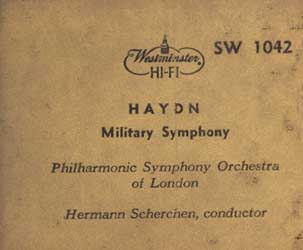 Westminster
HI-FI
SW 1042
HAYDN
Military Symphony
Philharmonic Symphony Orchestra
of London
Hermann Scherchen, conductor